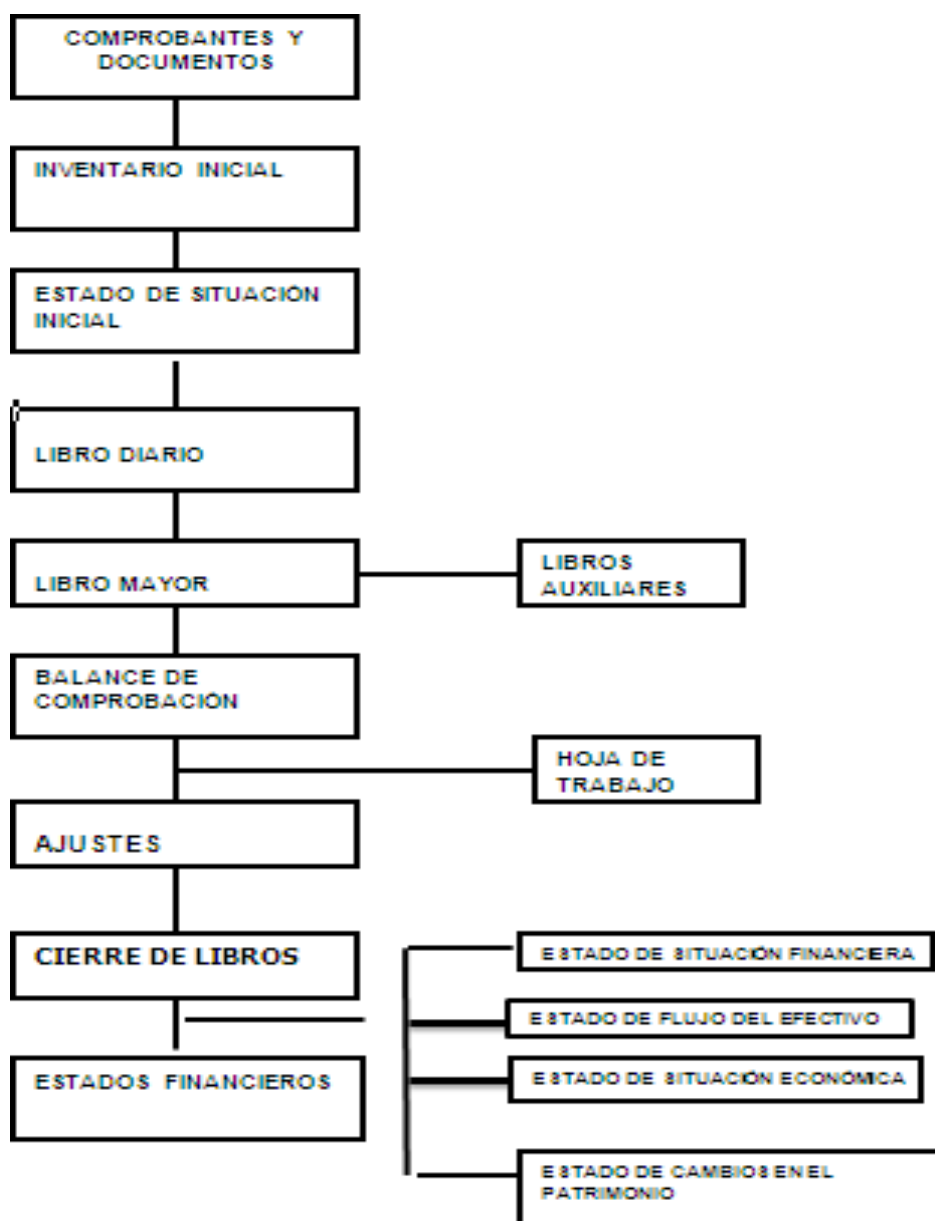 COMPROBANTES Y
DOCUMENTOS
INVENTARIO INICIAL
ESTADO DE SITUACIÓN
INICIAL
LIBRO DIARIO
LIBRO MAYOR
LIBROS
AUXILIARES
BALANCE DE
COMPROBACIÓN
HOJA DE
TRABAJO
AJUSTES
CIERRE DE LIBROS
ESTADOS FINANCIEROS
ESTADO DE SITUACIÓN FINANCIERA
ESTADO DE FLUJO DEL EFECTIVO
ESTADO DE SITUACIÓN ECONÓMICA
ESTADO DE CAMBIOS EN EL
PATRIMONIO